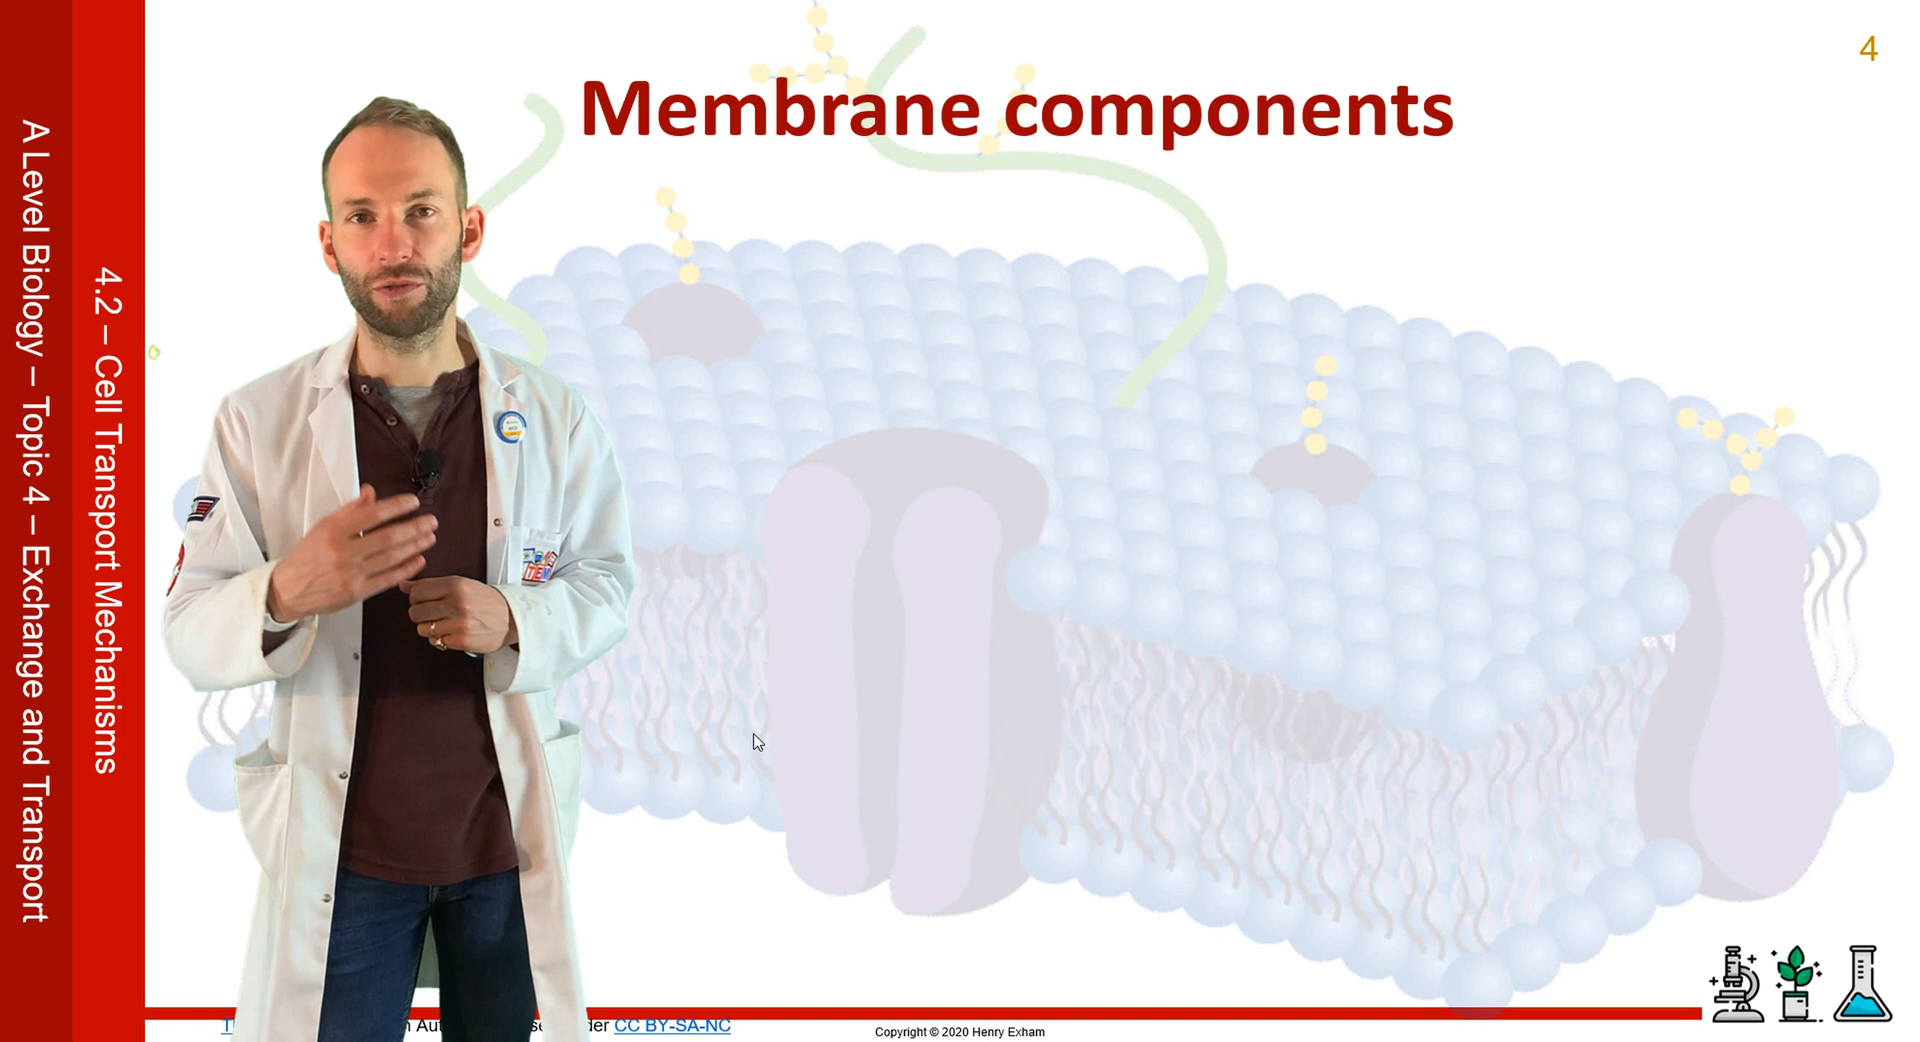 4
Membrane components
A Level Biology – Topic 4 – Exchange and Transport
4.2 – Cell Transport Mechanisms
CC BY-SA-NC
Copyright © 2020 Henry Exham